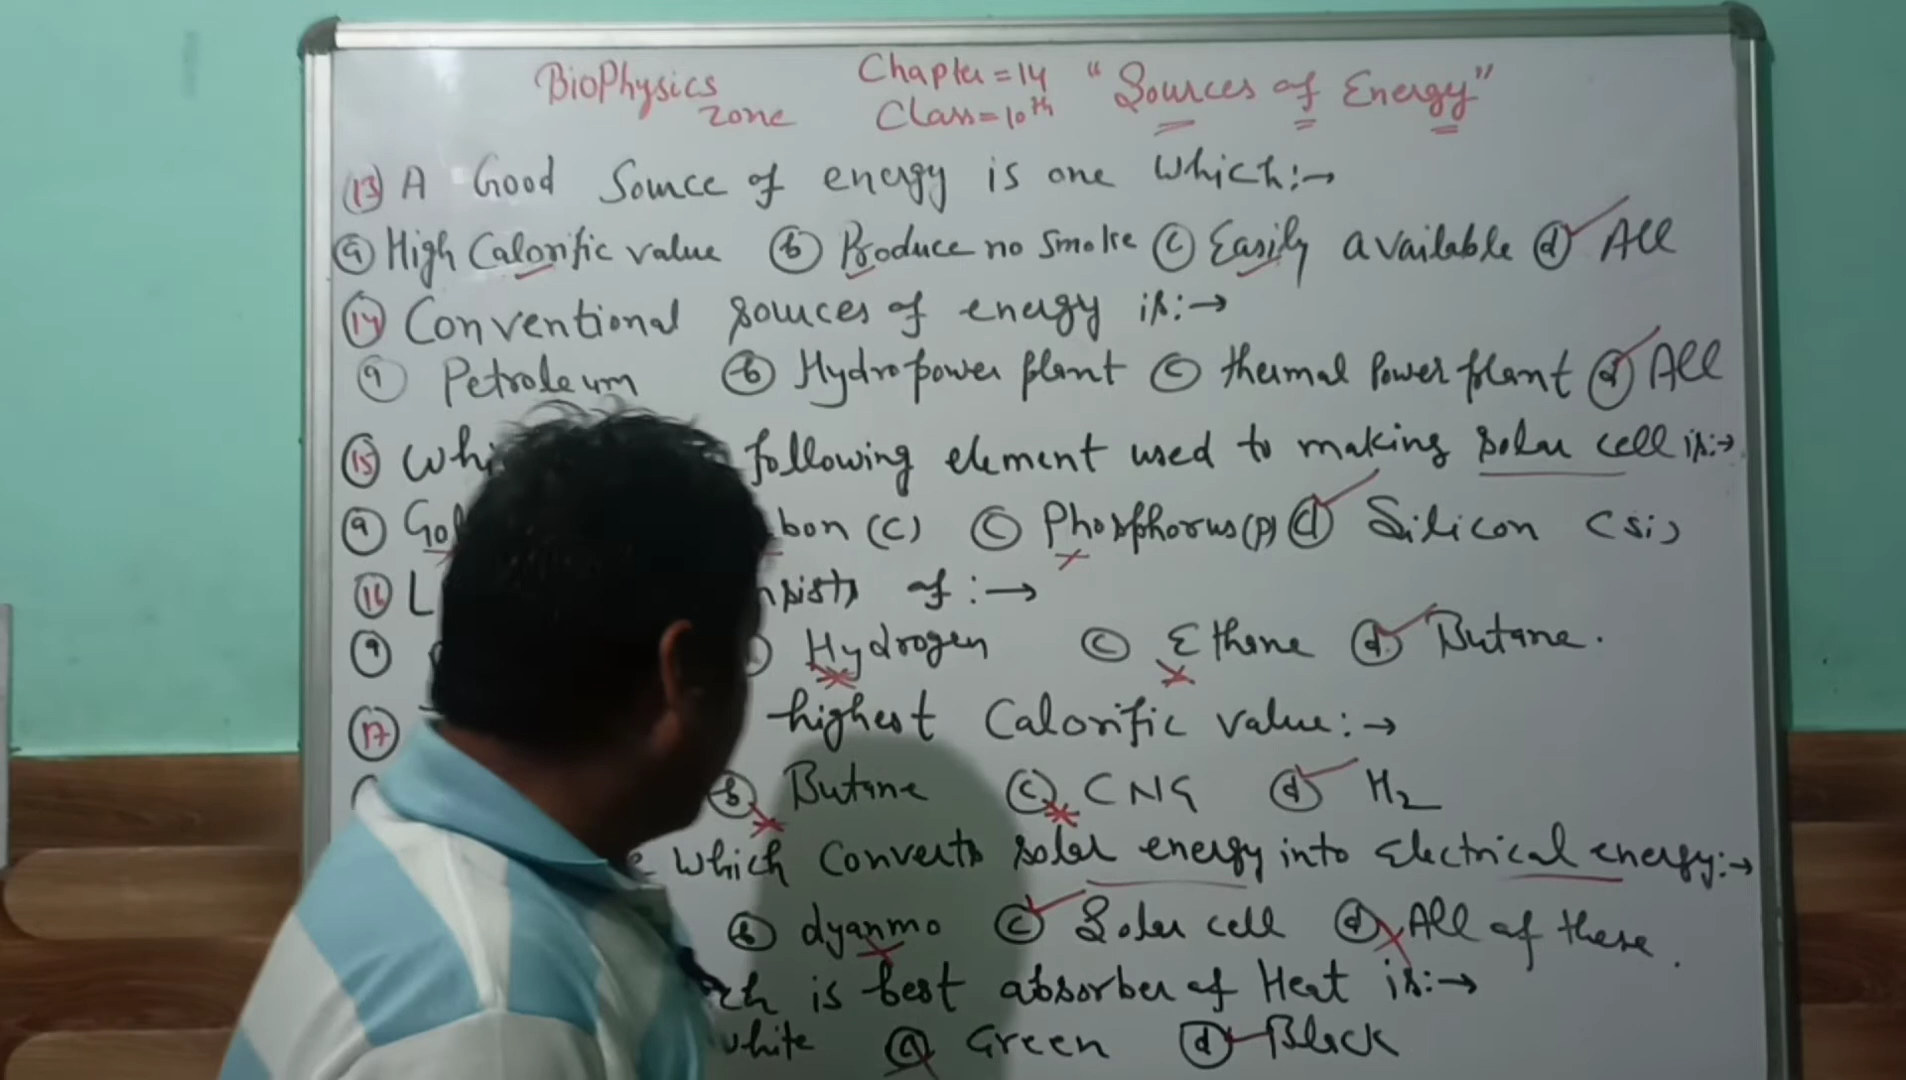 BioPhysics zone
Chapter = 14
Class = 10th
"Sources of Energy"
(13) A Good Source of energy is one which:→
(a) High Calorific value (b) Produce no smoke (c) Easily available (d) All
(14) Conventional sources of energy is:→
(a) Petroleum (b) Hydropower plant (c) thermal Power plant (d) All
(15) following element used to making solar cell is:→
(a) (C) (c) Phosphorus (P) (d) Silicon (Si)
(16) of:→
(a) Hydrogen (c) Ethane (d) Butane.
(17) highest Calorific value:→
(b) Butane (c) CNG (d) H2
which Converts solar energy into Electrical energy:→
(b) dyanmo (c) Solar cell (d) All of these.
is best absorber of Heat is:→
white (c) Green (d) Black